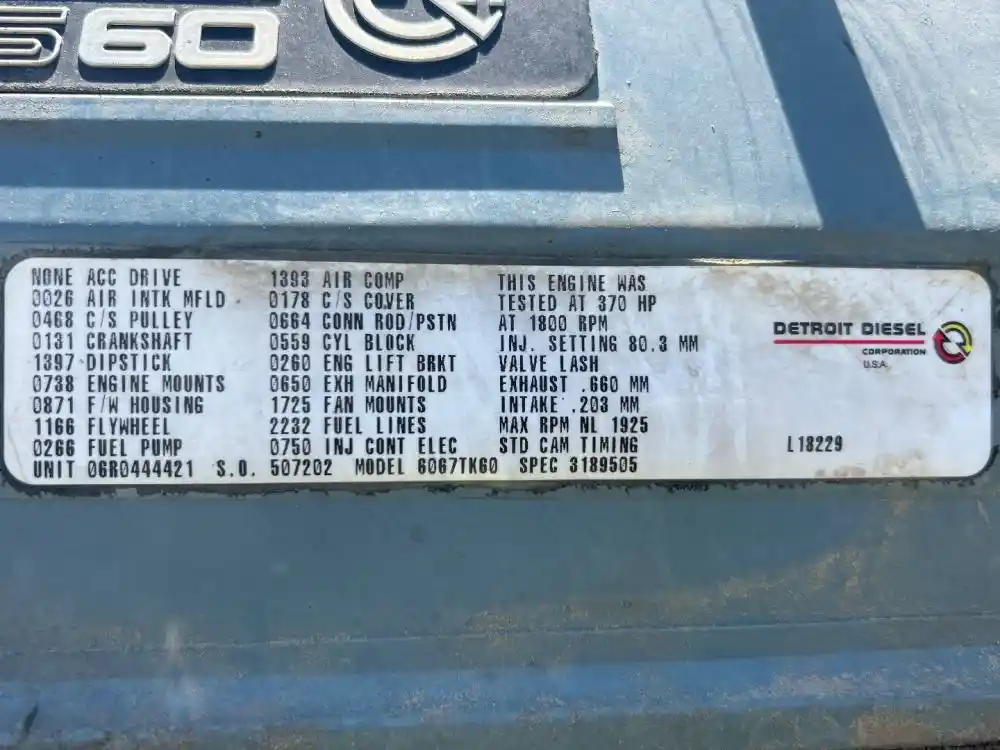 S60
NONE ACC DRIVE 1393 AIR COMP THIS ENGINE WAS
0026 AIR INTK MFLD 0178 C/S COVER TESTED AT 370 HP
0468 C/S PULLEY 0664 CONN ROD/PSTN AT 1800 RPM
0131 CRANKSHAFT 0559 CYL BLOCK INJ. SETTING 80.3 MM
1397 DIPSTICK 0260 ENG LIFT BRKT VALVE LASH
0738 ENGINE MOUNTS 0650 EXH MANIFOLD EXHAUST .660 MM
0871 F/W HOUSING 1725 FAN MOUNTS INTAKE .203 MM
1166 FLYWHEEL 2232 FUEL LINES MAX RPM NL 1925
0266 FUEL PUMP 0750 INJ CONT ELEC STD CAM TIMING
UNIT 06R0444421 S.O. 507202 MODEL 6067TK60 SPEC 3189505
DETROIT DIESEL
CORPORATION
U.S.A.
L18229